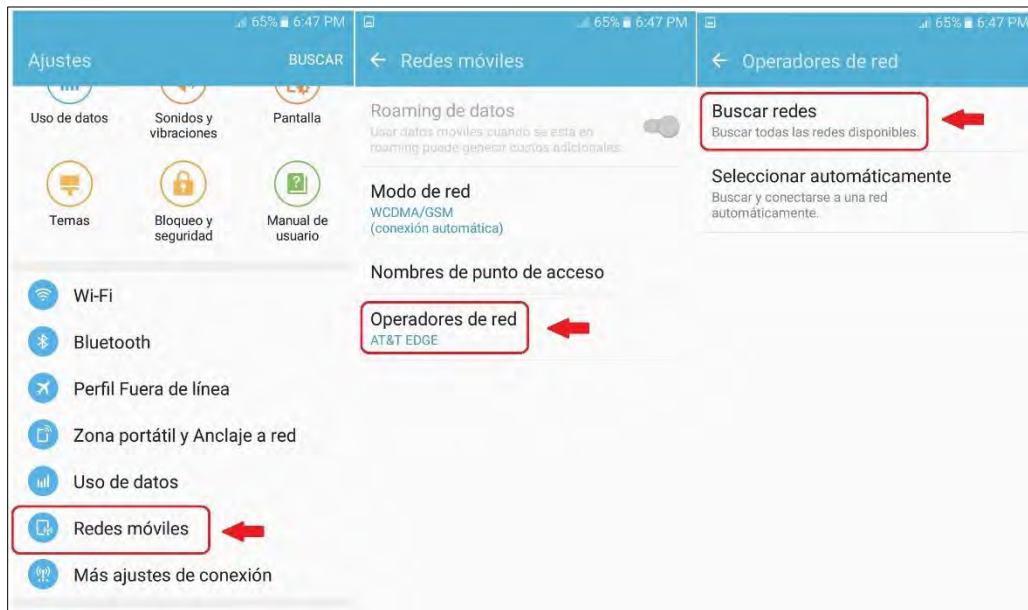 65% 6:47 PM
Ajustes
BUSCAR
Uso de datos
Sonidos y
vibraciones
Pantalla
Temas
Bloqueo y
seguridad
Manual de
usuario
Wi-Fi
Bluetooth
Perfil Fuera de línea
Zona portátil y Anclaje a red
Uso de datos
Redes móviles
Más ajustes de conexión
65% 6:47 PM
Redes móviles
Roaming de datos
Usar datos móviles cuando se está en
roaming puede generar costos adicionales.
Modo de red
WCDMA/GSM
(conexión automática)
Nombres de punto de acceso
Operadores de red
AT&T EDGE
65% 6:47 PM
Operadores de red
Buscar redes
Buscar todas las redes disponibles.
Seleccionar automáticamente
Buscar y conectarse a una red
automáticamente.